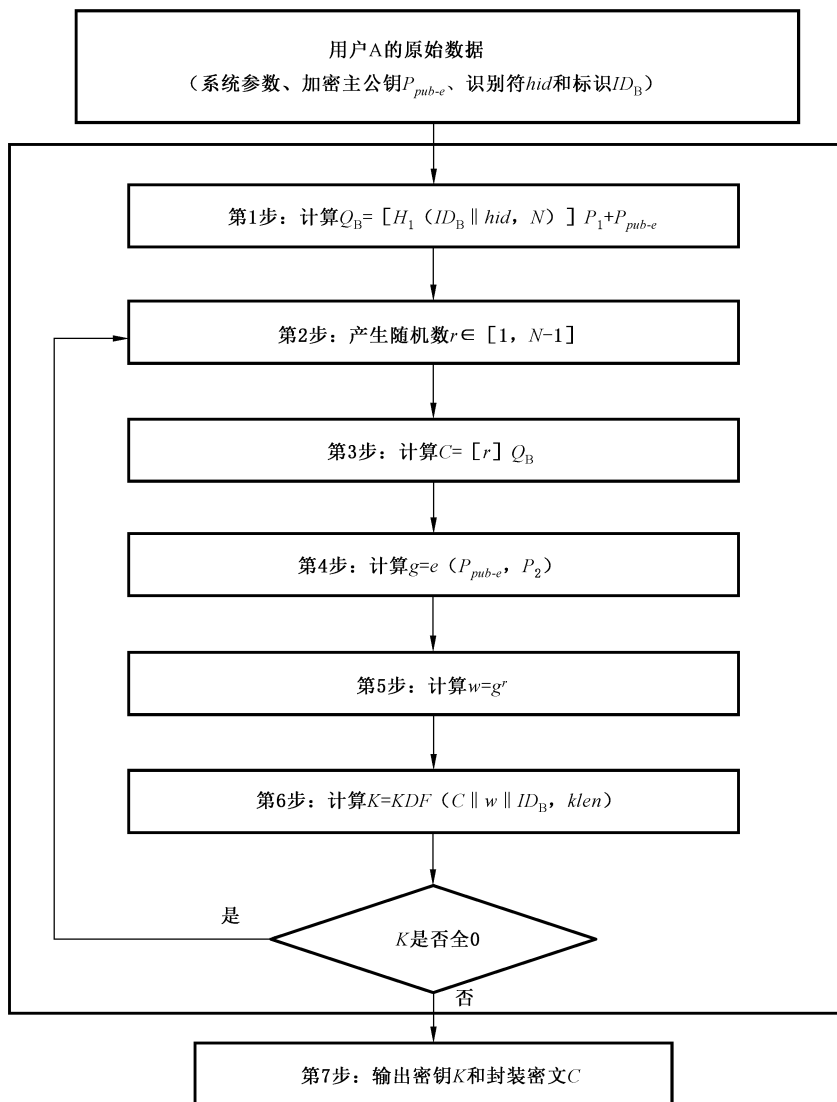 用户A的原始数据
（系统参数、加密主公钥P_pub-e、识别符hid和标识ID_B）
第1步：计算Q_B=［H_1（ID_B‖hid，N）］P_1+P_pub-e
第2步：产生随机数r∈［1，N-1］
第3步：计算C=［r］Q_B
第4步：计算g=e（P_pub-e，P_2）
第5步：计算w=g^r
第6步：计算K=KDF（C‖w‖ID_B，klen）
是
K是否全0
否
第7步：输出密钥K和封装密文C